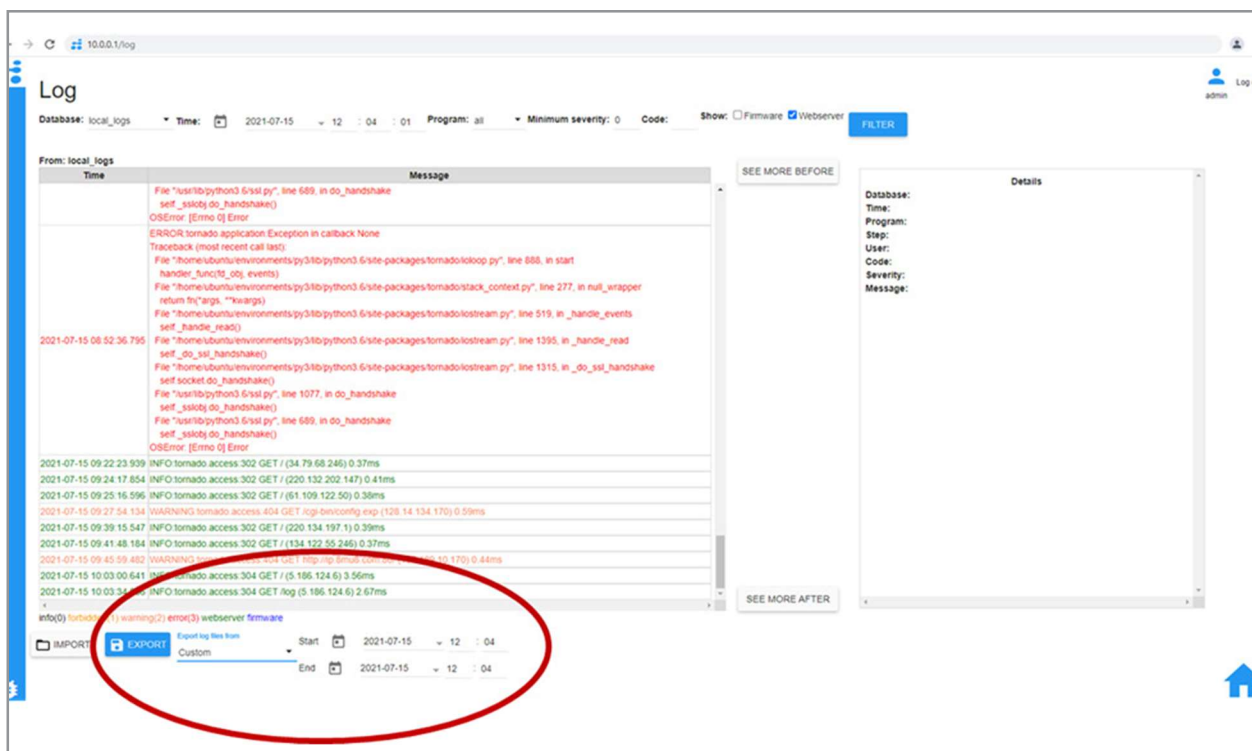 10.0.0.1/log
Log
admin
Log
Database: local_logs Time: 2021-07-15 12 : 04 : 01 Program: all Minimum severity: 0 Code: Show: Firmware Webserver FILTER
From: local_logs
Time Message
File "/usr/lib/python3.6/ssl.py", line 689, in do_handshake
self._sslobj.do_handshake()
OSError: [Errno 0] Error
ERROR:tornado.application:Exception in callback None
Traceback (most recent call last):
File "/home/ubuntu/environments/py3/lib/python3.6/site-packages/tornado/ioloop.py", line 888, in start
handler_func(fd_obj, events)
File "/home/ubuntu/environments/py3/lib/python3.6/site-packages/tornado/stack_context.py", line 277, in null_wrapper
return fn(*args, **kwargs)
File "/home/ubuntu/environments/py3/lib/python3.6/site-packages/tornado/iostream.py", line 519, in _handle_events
self._handle_read()
2021-07-15 08:52:36.795 File "/home/ubuntu/environments/py3/lib/python3.6/site-packages/tornado/iostream.py", line 1395, in _handle_read
self._do_ssl_handshake()
File "/home/ubuntu/environments/py3/lib/python3.6/site-packages/tornado/iostream.py", line 1315, in _do_ssl_handshake
self.socket.do_handshake()
File "/usr/lib/python3.6/ssl.py", line 1077, in do_handshake
self._sslobj.do_handshake()
File "/usr/lib/python3.6/ssl.py", line 689, in do_handshake
self._sslobj.do_handshake()
OSError: [Errno 0] Error
2021-07-15 09:22:23.939 INFO:tornado.access:302 GET / (34.79.68.246) 0.37ms
2021-07-15 09:24:17.854 INFO:tornado.access:302 GET / (220.132.202.147) 0.41ms
2021-07-15 09:25:16.596 INFO:tornado.access:302 GET / (61.109.122.50) 0.38ms
2021-07-15 09:27:54.134 WARNING:tornado.access:404 GET /cgi-bin/config.exp (128.14.134.170) 0.59ms
2021-07-15 09:39:15.547 INFO:tornado.access:302 GET / (220.134.197.1) 0.39ms
2021-07-15 09:41:48.184 INFO:tornado.access:302 GET / (134.122.55.246) 0.37ms
2021-07-15 09:45:59.482 GET 0.44ms
2021-07-15 10:03:00.641 INFO:tornado.access:304 GET / (5.186.124.6) 3.56ms
2021-07-15 INFO:tornado.access:304 GET /log (5.186.124.6) 2.67ms
info(0) warning(2) error(3) webserver firmware
SEE MORE BEFORE
SEE MORE AFTER
Details
Database:
Time:
Program:
Step:
User:
Code:
Severity:
Message:
IMPORT EXPORT Export log files from Custom
Start 2021-07-15 12 : 04
End 2021-07-15 12 : 04